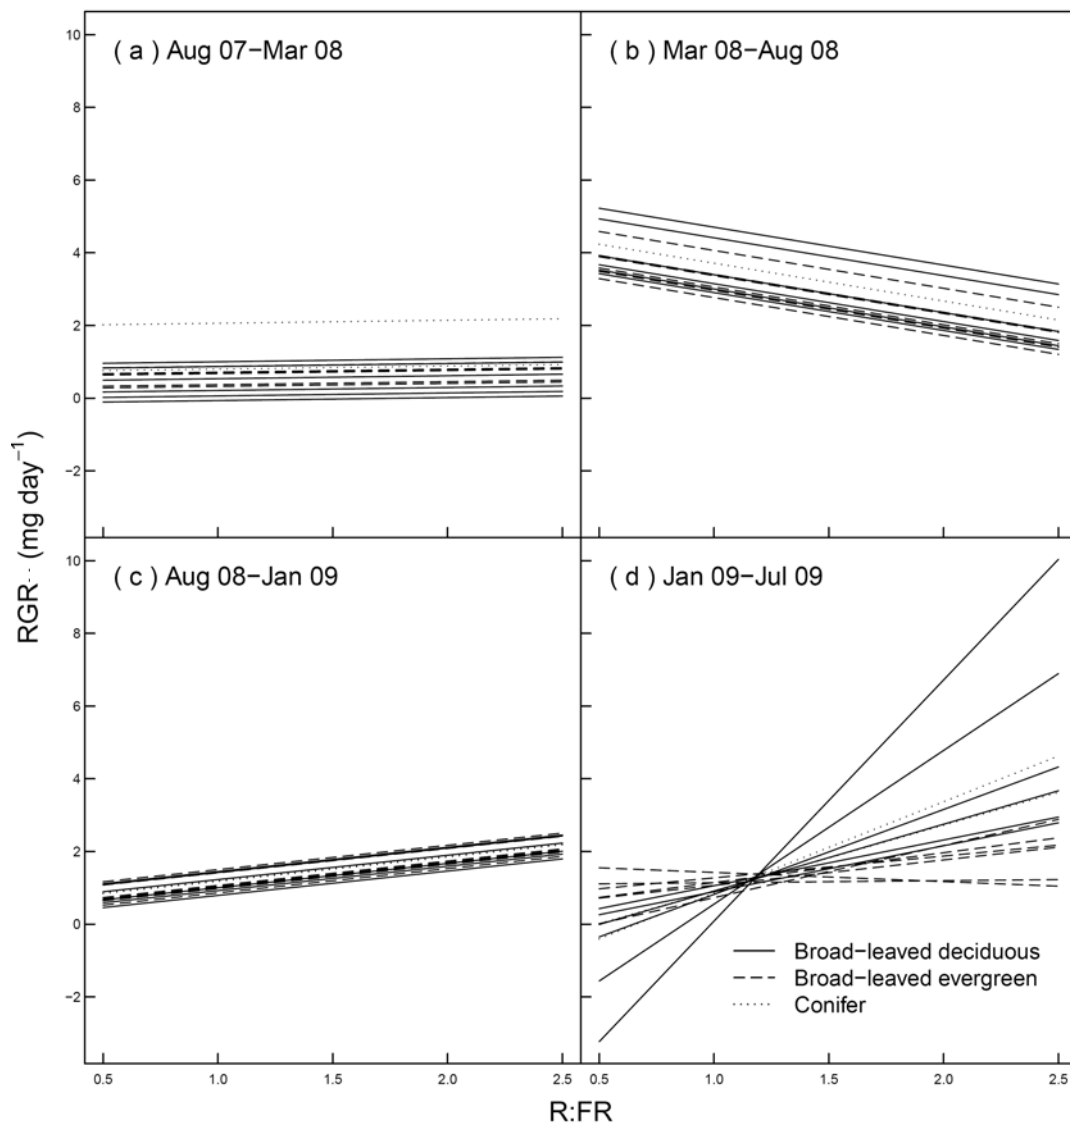 ( a ) Aug 07−Mar 08
( b ) Mar 08−Aug 08
10
8
6
4
2
0
−2
RGR·· (mg day⁻¹)
( c ) Aug 08−Jan 09
( d ) Jan 09−Jul 09
10
8
6
4
2
0
−2
Broad−leaved deciduous
Broad−leaved evergreen
Conifer
0.5 1.0 1.5 2.0 2.5
0.5 1.0 1.5 2.0 2.5
R:FR